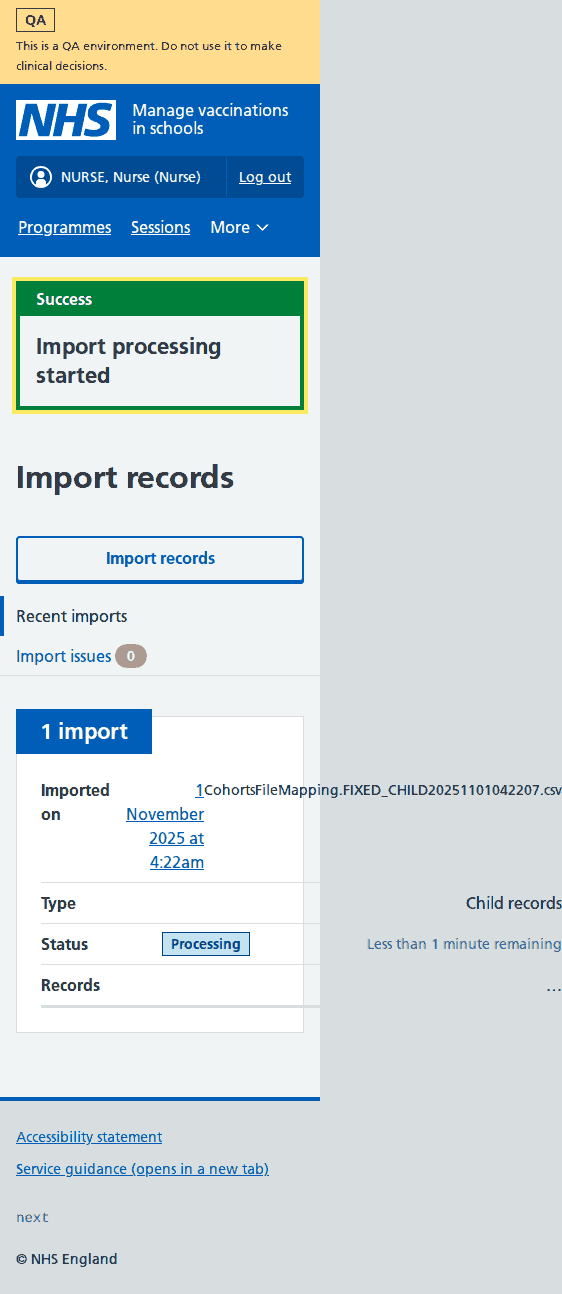 QA
This is a QA environment. Do not use it to make
clinical decisions.
NHS
Manage vaccinations
in schools
NURSE, Nurse (Nurse)
Log out
Programmes
Sessions
More
Success
Import processing
started
Import records
Import records
Recent imports
Import issues 0
1 import
Imported
on
1
November
2025 at
4:22am
CohortsFileMapping.FIXED_CHILD20251101042207.csv
Type
Child records
Status
Processing
Less than 1 minute remaining
Records
…
Accessibility statement
Service guidance (opens in a new tab)
next
© NHS England